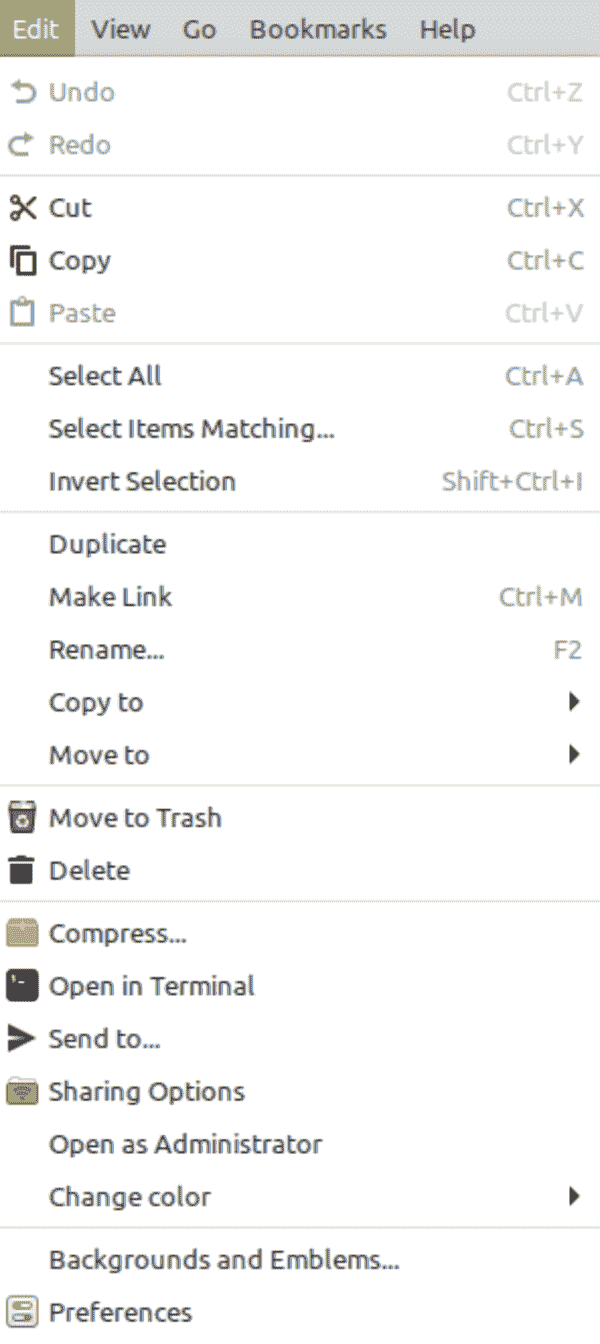 Edit View Go Bookmarks Help
Undo Ctrl+Z
Redo Ctrl+Y
Cut Ctrl+X
Copy Ctrl+C
Paste Ctrl+V
Select All Ctrl+A
Select Items Matching... Ctrl+S
Invert Selection Shift+Ctrl+I
Duplicate
Make Link Ctrl+M
Rename... F2
Copy to
Move to
Move to Trash
Delete
Compress...
Open in Terminal
Send to...
Sharing Options
Open as Administrator
Change color
Backgrounds and Emblems...
Preferences